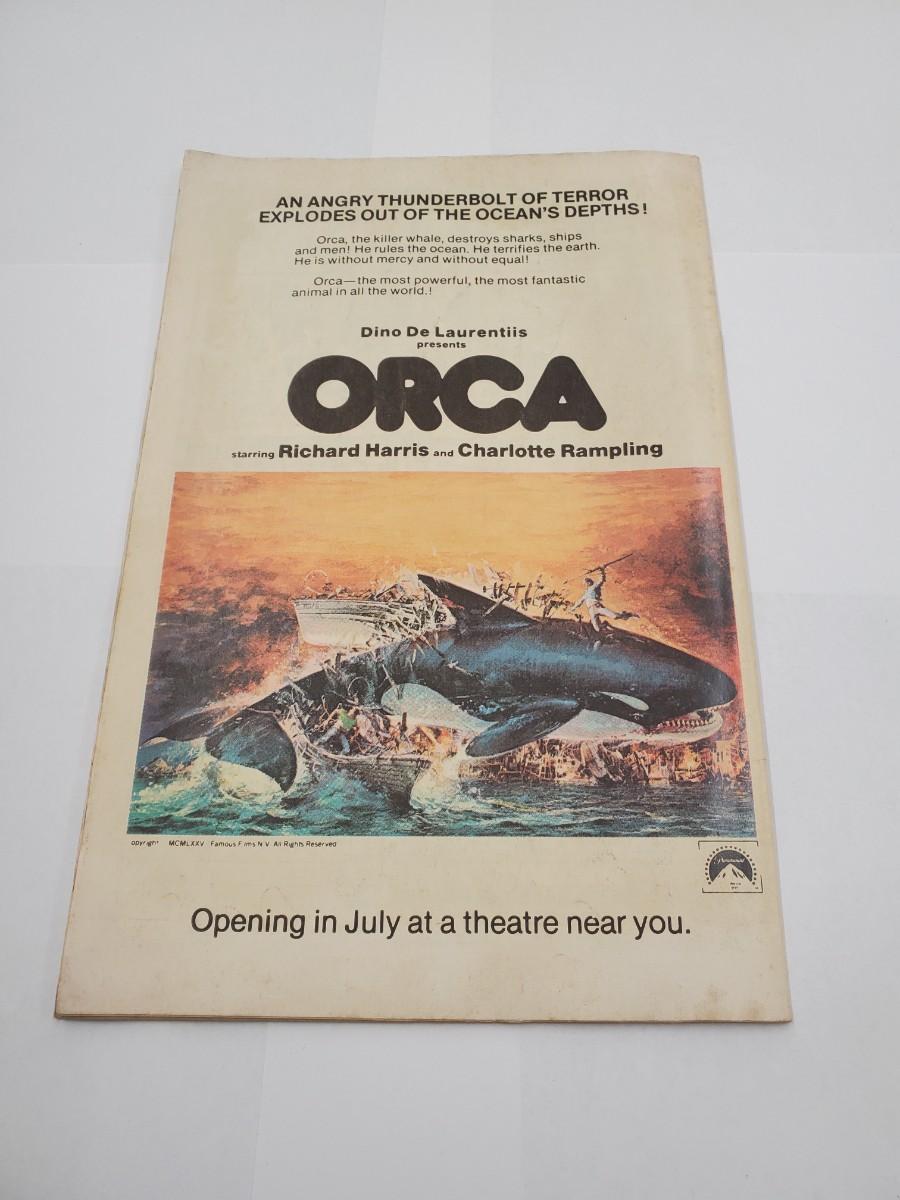 AN ANGRY THUNDERBOLT OF TERROR
EXPLODES OUT OF THE OCEAN'S DEPTHS!
Orca, the killer whale, destroys sharks, ships
and men! He rules the ocean. He terrifies the earth.
He is without mercy and without equal!
Orca—the most powerful, the most fantastic
animal in all the world.!
Dino De Laurentiis
presents
ORCA
starring Richard Harris and Charlotte Rampling
opyright MCMLXXV Famous Films N V All Rights Reserved
Paramount
Opening in July at a theatre near you.